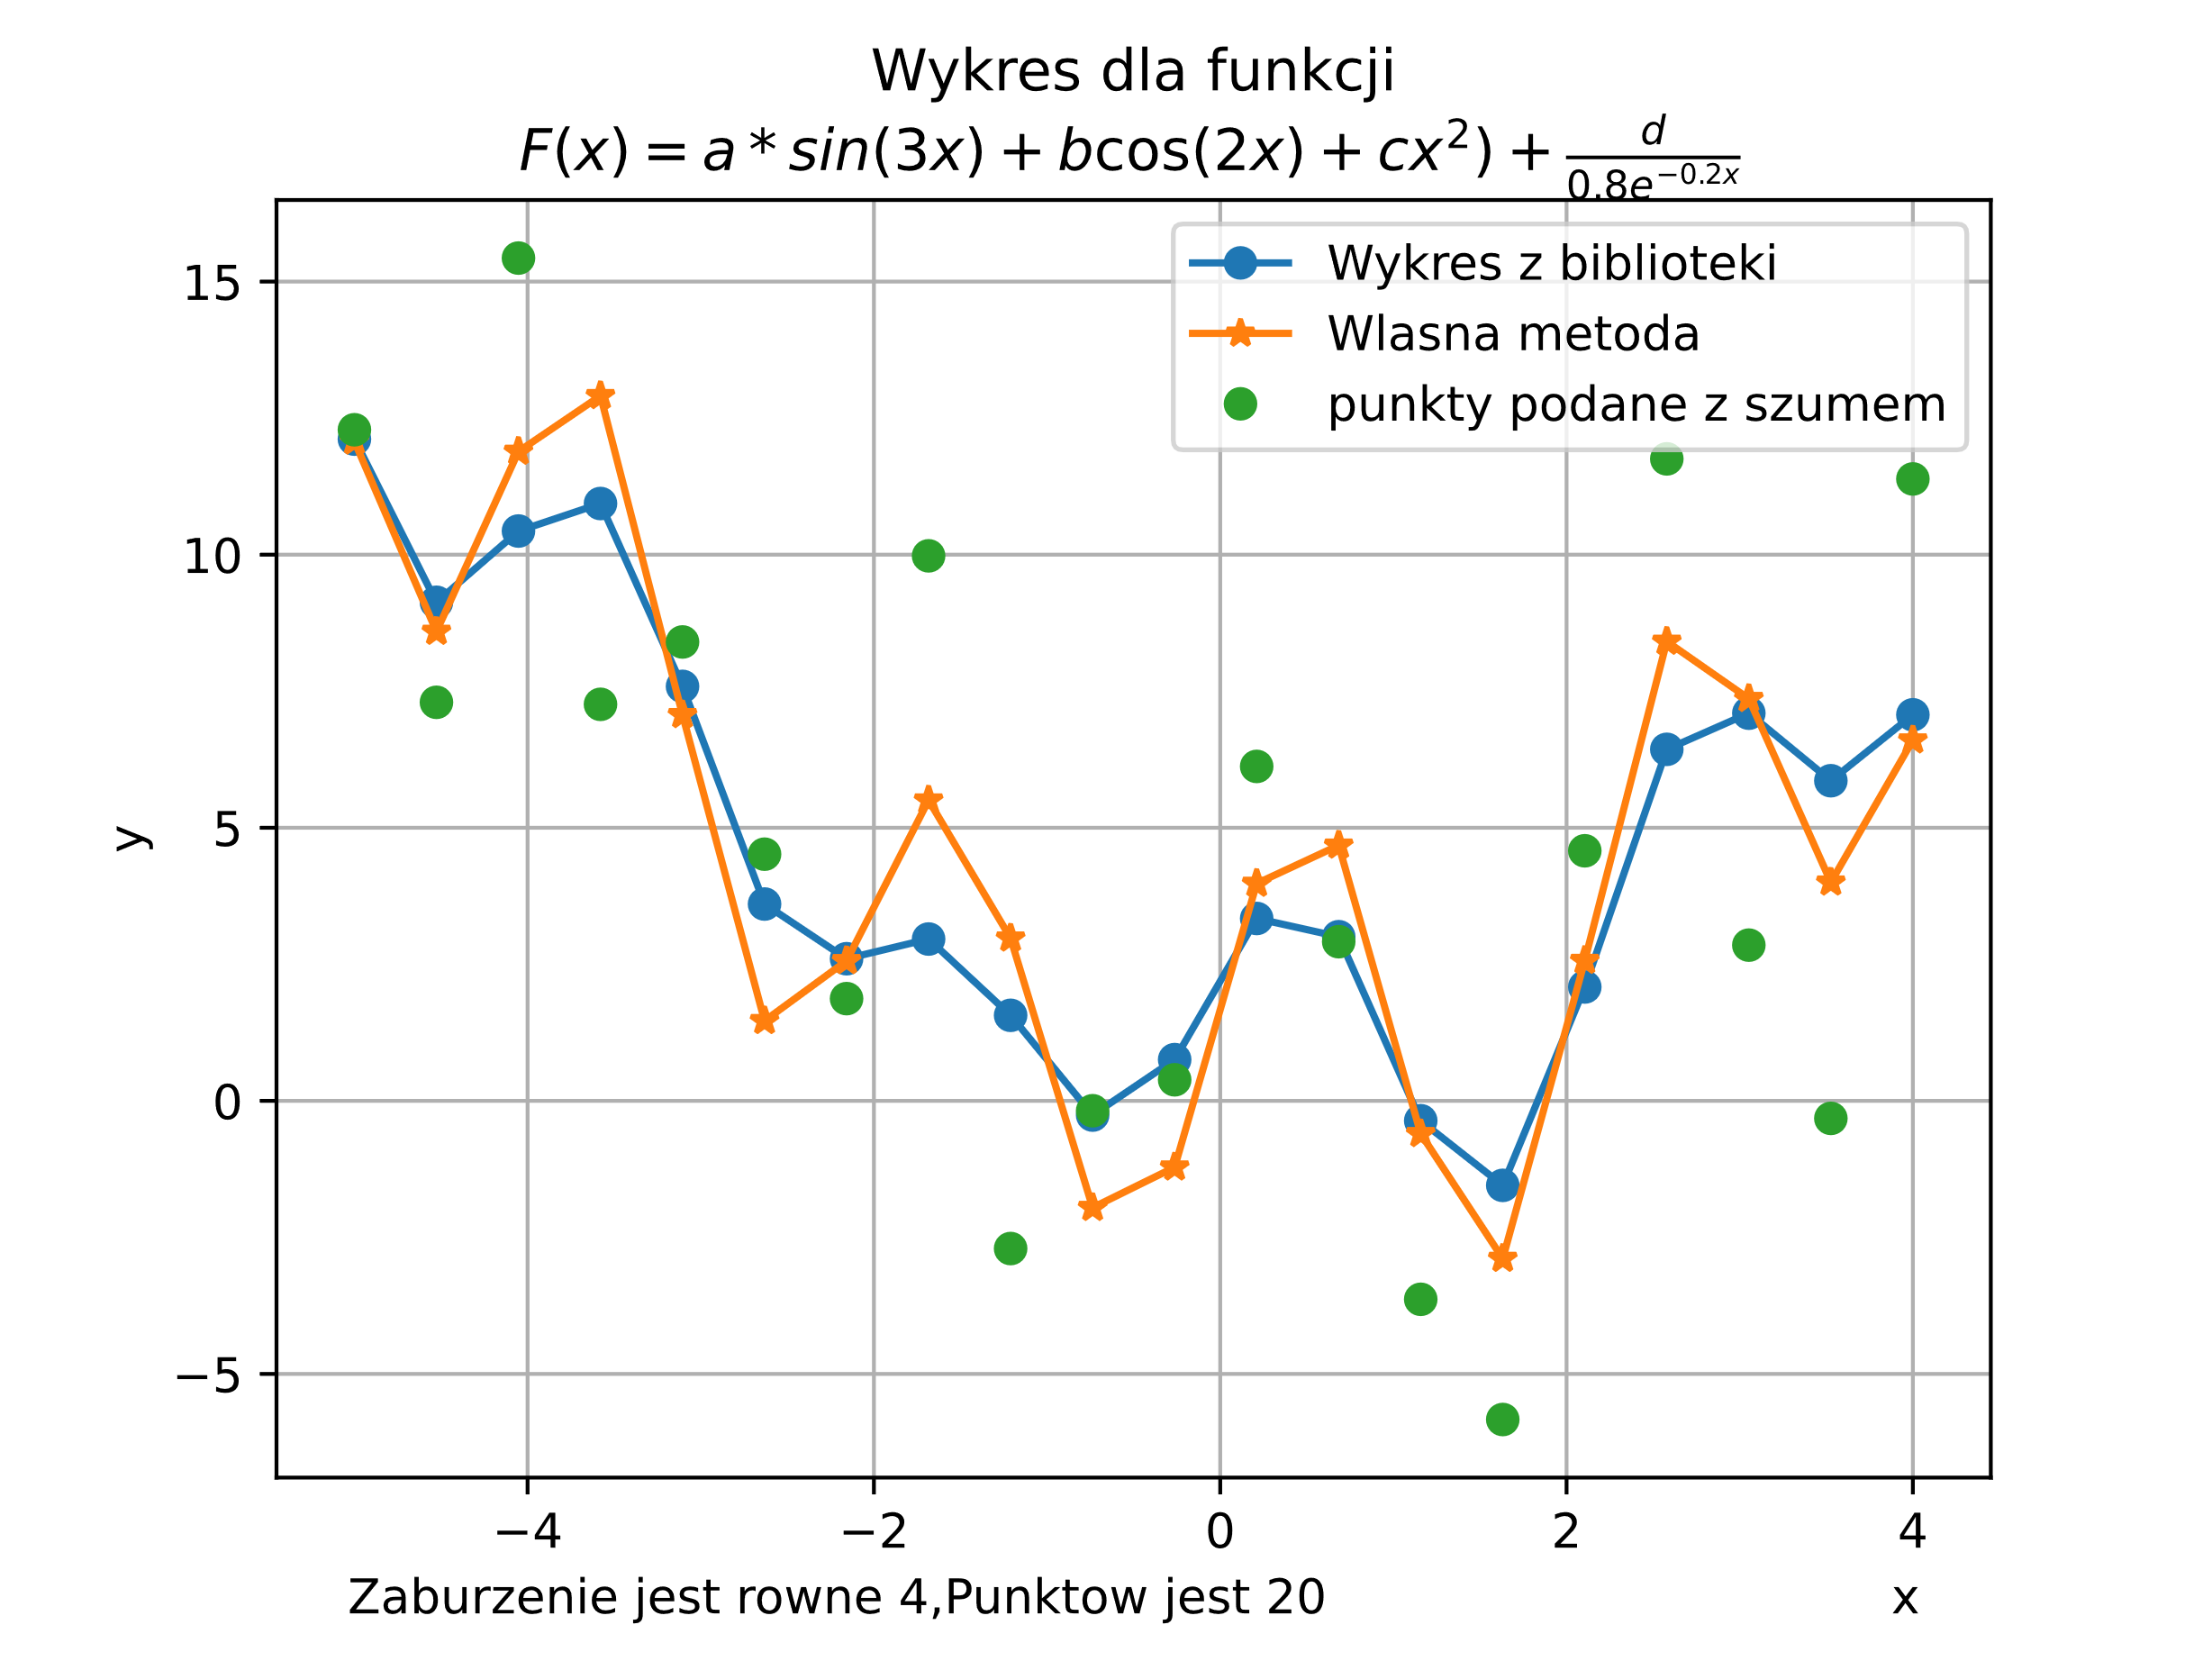 Wykres dla funkcji
F(x) = a * sin(3x) + bcos(2x) + cx²) + d / 0.8e^{−0.2x}
Wykres z biblioteki
Wlasna metoda
punkty podane z szumem
15
10
5
0
−5
y
−4 −2 0 2 4
Zaburzenie jest rowne 4,Punktow jest 20
x